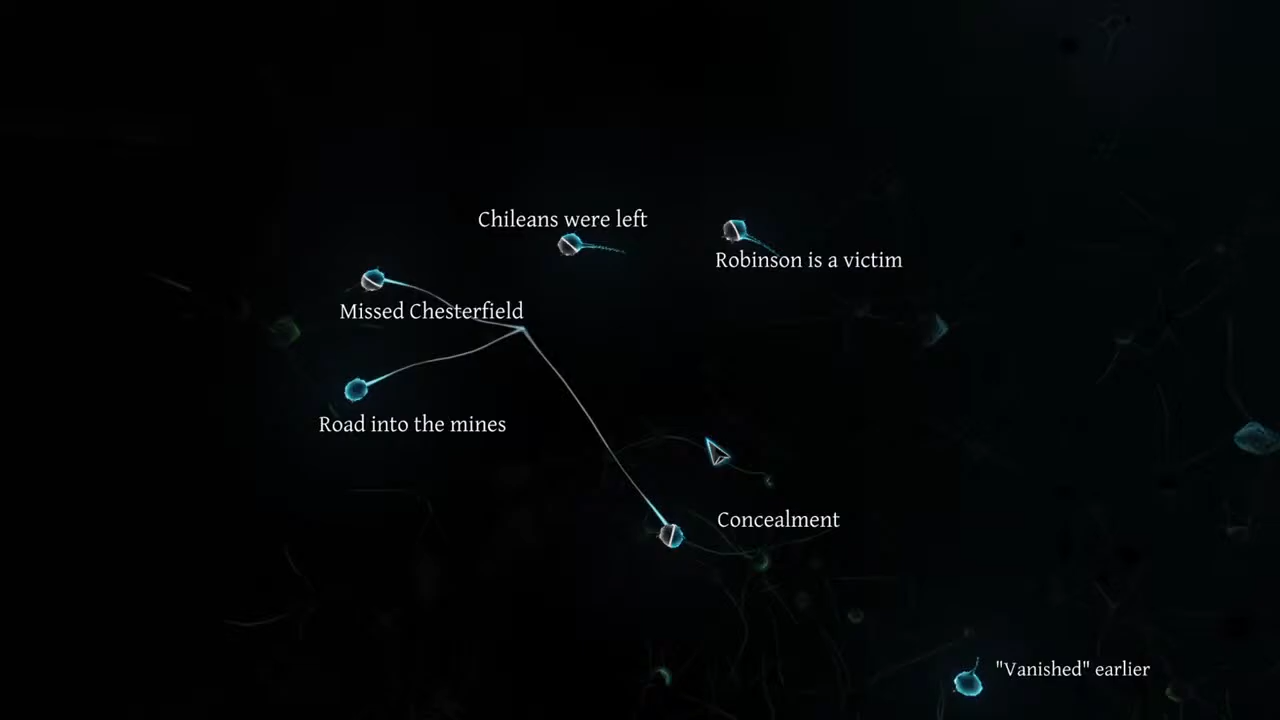 Chileans were left
Robinson is a victim
Missed Chesterfield
Road into the mines
Concealment
"Vanished" earlier